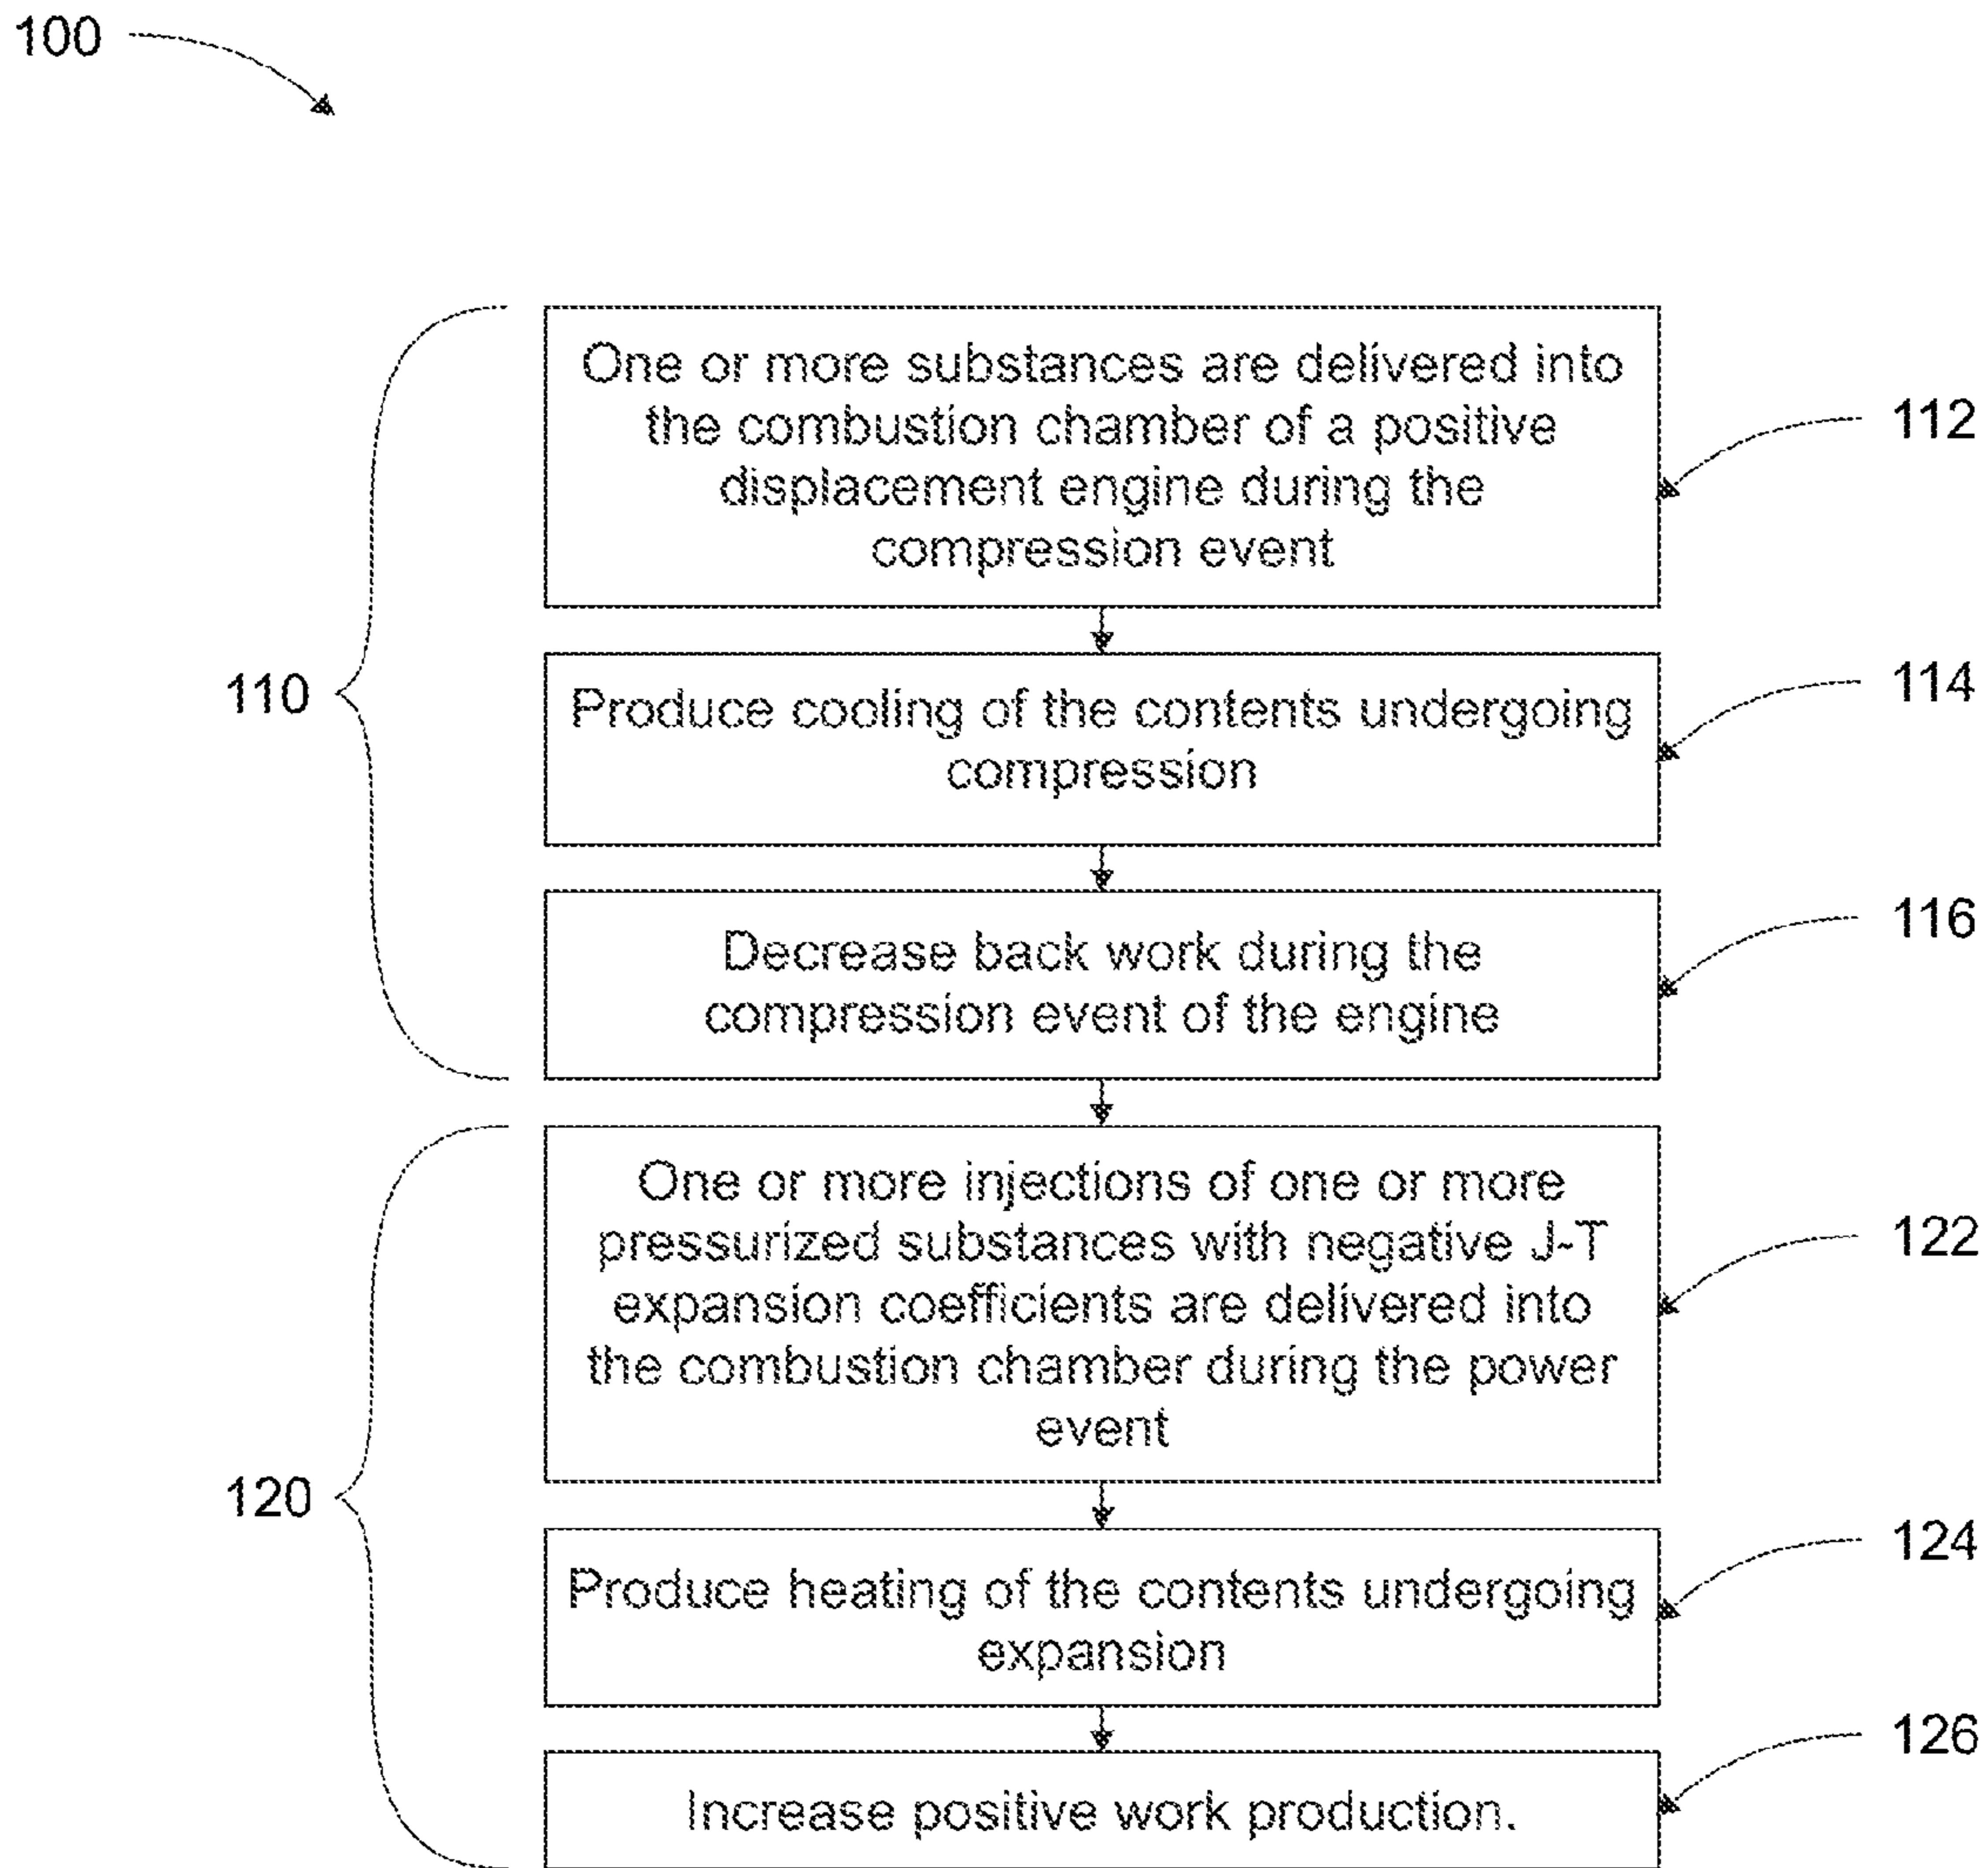 100
One or more substances are delivered into
the combustion chamber of a positive
displacement engine during the
compression event
112
110
Produce cooling of the contents undergoing
compression
114
Decrease back work during the
compression event of the engine
116
One or more injections of one or more
pressurized substances with negative J-T
expansion coefficients are delivered into
the combustion chamber during the power
event
122
120
Produce heating of the contents undergoing
expansion
124
Increase positive work production.
126